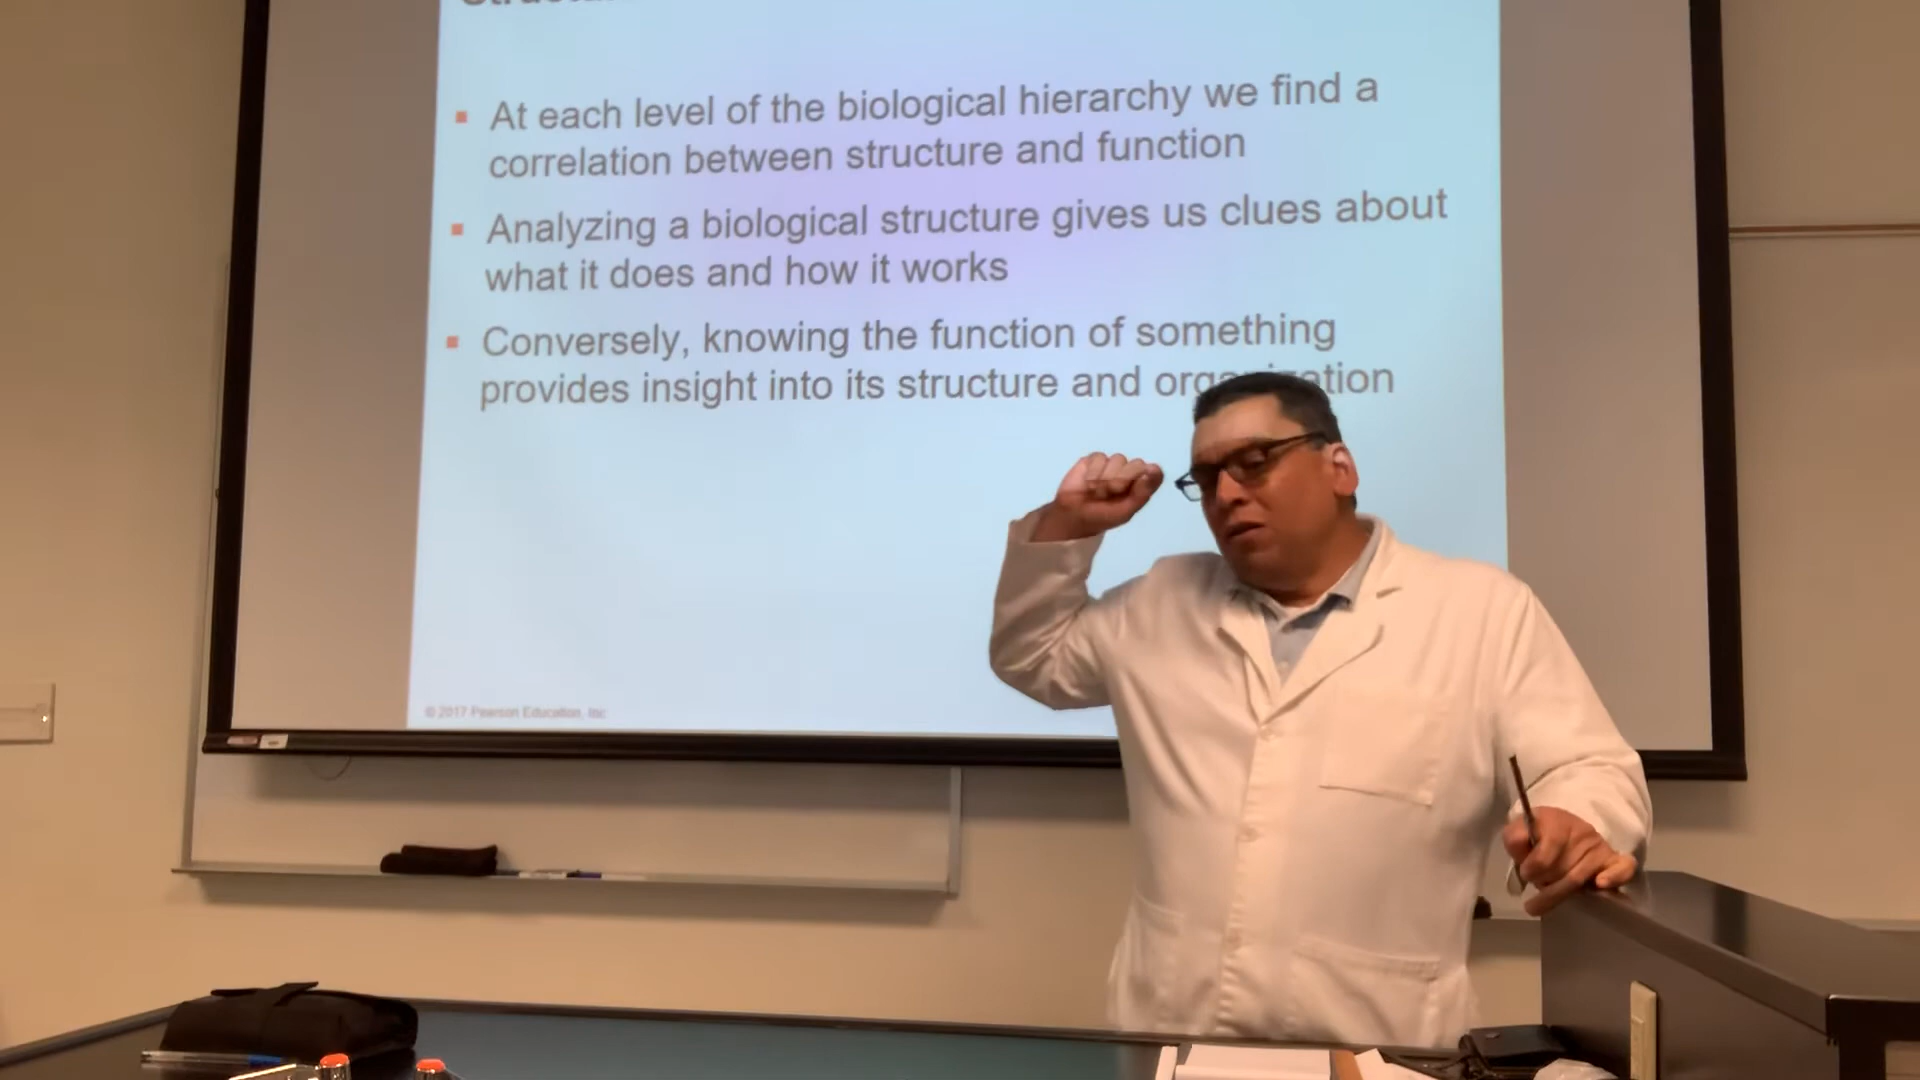 At each level of the biological hierarchy we find a
correlation between structure and function
Analyzing a biological structure gives us clues about
what it does and how it works
Conversely, knowing the function of something
provides insight into its structure and
© 2017 Pearson Education, Inc